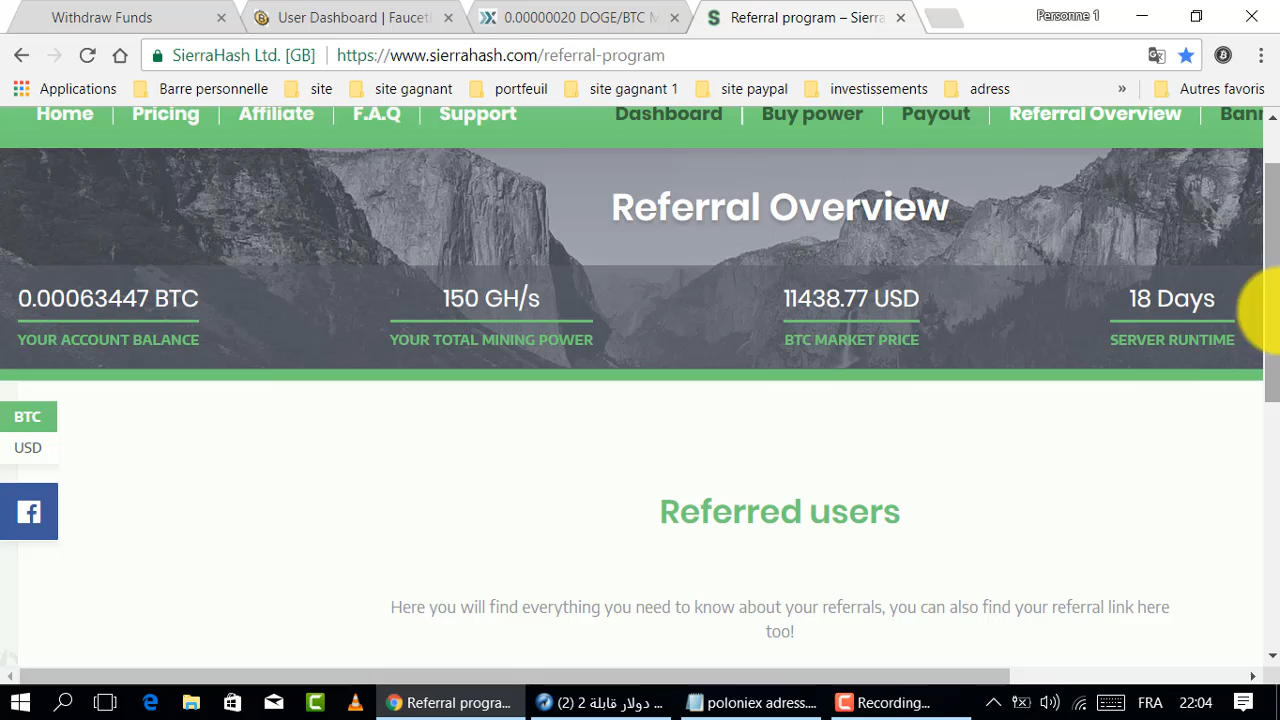 Withdraw Funds
User Dashboard | Faucet
0.00000020 DOGE/BTC M
Referral program – Sierra
Personne 1
SierraHash Ltd. [GB]
https://www.sierrahash.com/referral-program
Applications
Barre personnelle
site
site gagnant
portfeuil
site gagnant 1
site paypal
investissements
adress
»
Autres favoris
Home
Pricing
Affiliate
F.A.Q
Support
Dashboard
Buy power
Payout
Referral Overview
Bann
Referral Overview
0.00063447 BTC
150 GH/s
11438.77 USD
18 Days
YOUR ACCOUNT BALANCE
YOUR TOTAL MINING POWER
BTC MARKET PRICE
SERVER RUNTIME
BTC
USD
Referred users
Here you will find everything you need to know about your referrals, you can also find your referral link here
too!
Referral progra...
(2) دولار قابلة 2 ...
poloniex adress....
Recording...
FRA
22:04